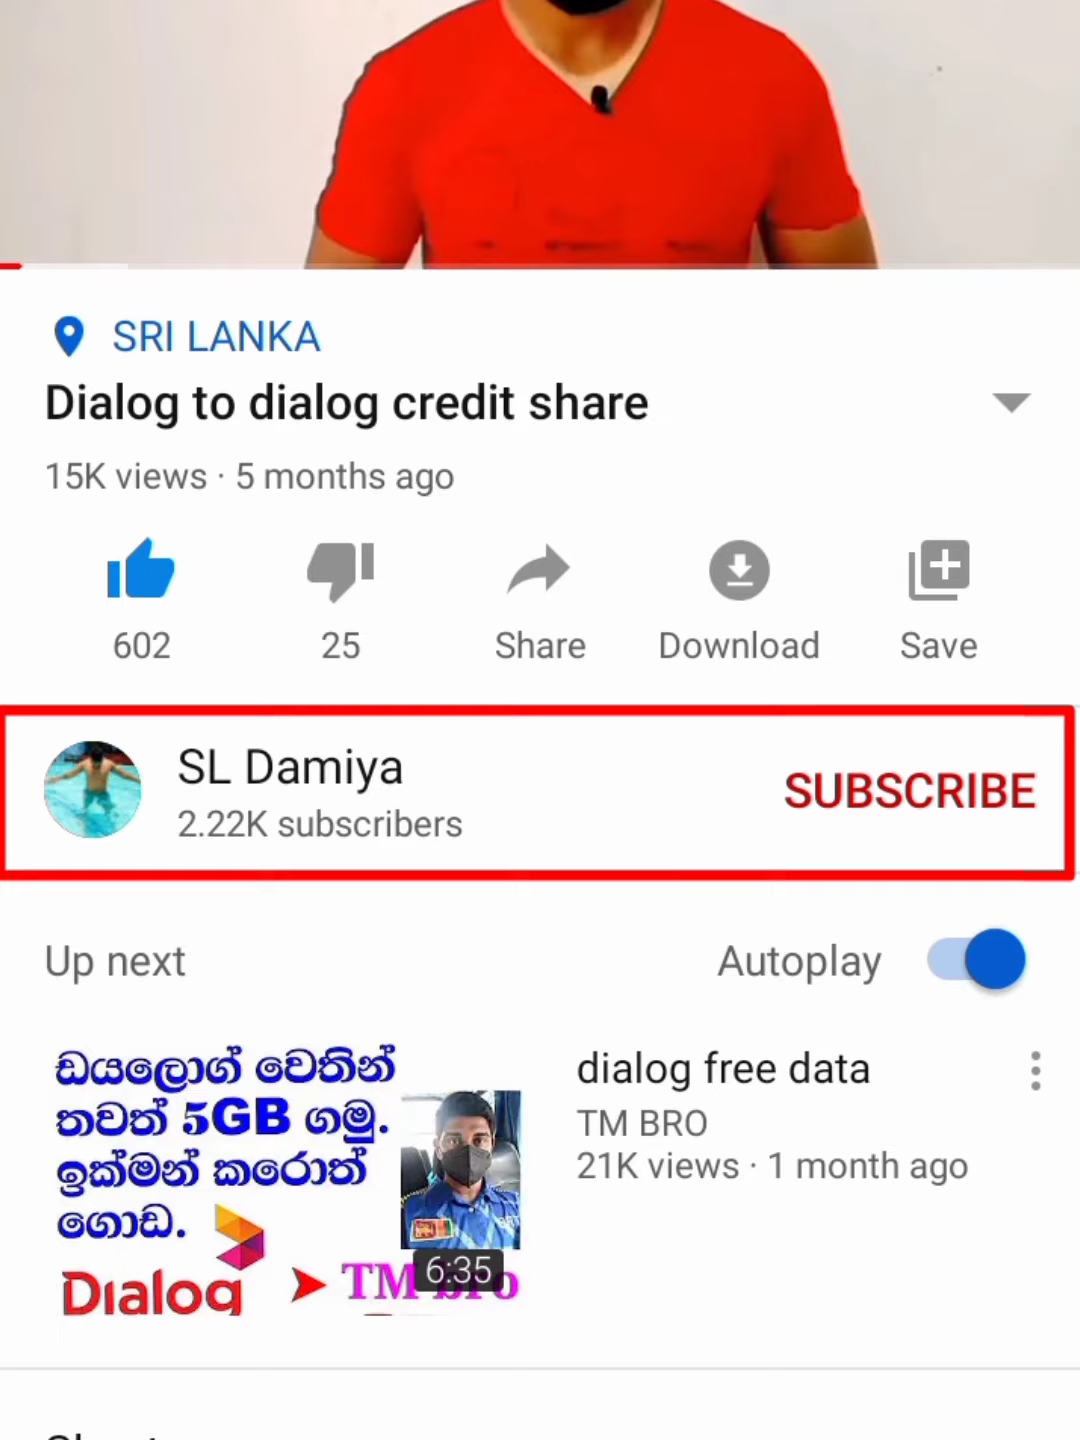 SRI LANKA
Dialog to dialog credit share
15K views · 5 months ago
602
25
Share
Download
Save
SL Damiya
2.22K subscribers
SUBSCRIBE
Up next
Autoplay
ඩයලොග් වෙතින්
තවත් 5GB ගමු.
ඉක්මන් කරොත්
ගොඩ.
Dialog
TM bro
6:35
dialog free data
TM BRO
21K views · 1 month ago